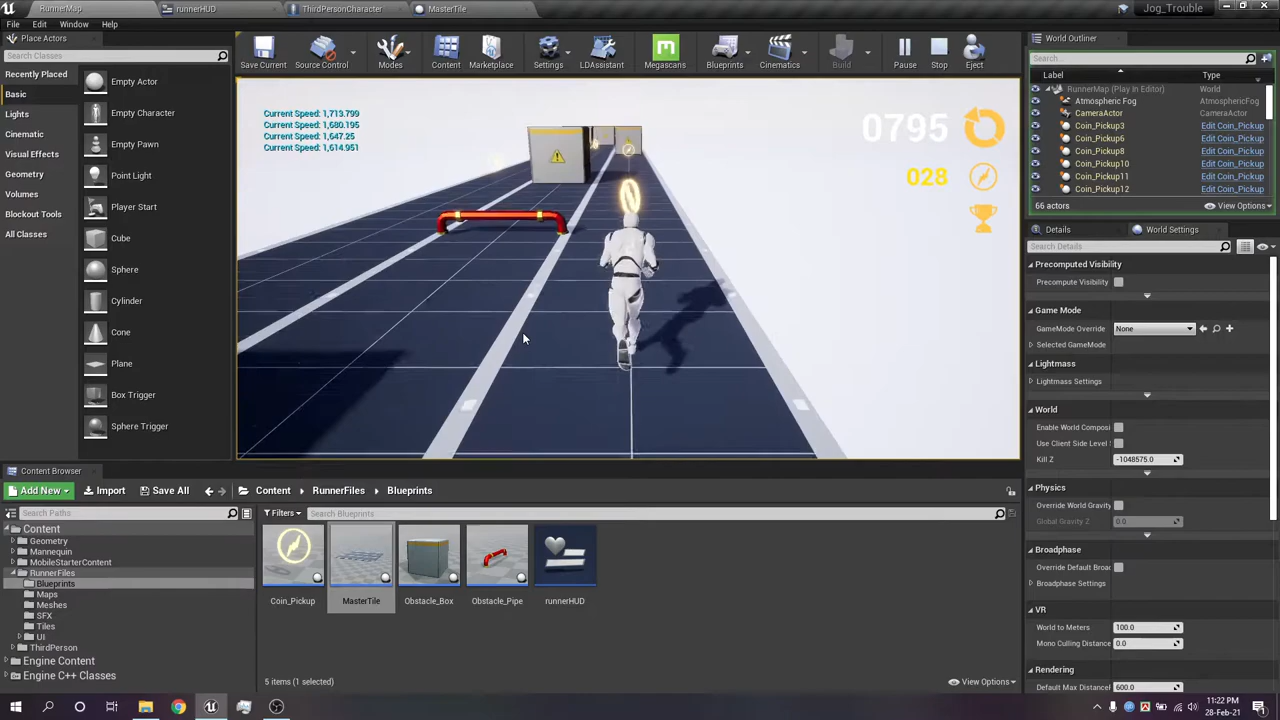 RunnerMap
runnerHUD
ThirdPersonCharacter
MasterTile
Jog_Trouble
File Edit Window Help
Place Actors
Search Classes
Recently Placed
Basic
Lights
Cinematic
Visual Effects
Geometry
Volumes
Blockout Tools
All Classes
Empty Actor
Empty Character
Empty Pawn
Point Light
Player Start
Cube
Sphere
Cylinder
Cone
Plane
Box Trigger
Sphere Trigger
Save Current
Source Control
Modes
Content
Marketplace
Settings
LDAssistant
Megascans
Blueprints
Cinematics
Build
Pause
Stop
Eject
Current Speed: 1,713.799
Current Speed: 1,680.195
Current Speed: 1,647.25
Current Speed: 1,614.951
0795
028
World Outliner
Search...
Label Type
RunnerMap (Play In Editor) World
Atmospheric Fog AtmosphericFog
CameraActor CameraActor
Coin_Pickup3 Edit Coin_Pickup
Coin_Pickup6 Edit Coin_Pickup
Coin_Pickup8 Edit Coin_Pickup
Coin_Pickup10 Edit Coin_Pickup
Coin_Pickup11 Edit Coin_Pickup
Coin_Pickup12 Edit Coin_Pickup
66 actors View Options
Details World Settings
Search Details
Precomputed Visibility
Precompute Visibility
Game Mode
GameMode Override None
Selected GameMode
Lightmass
Lightmass Settings
World
Enable World Composi
Use Client Side Level
Kill Z -1048575.0
Physics
Override World Gravity
Global Gravity Z 0.0
Broadphase
Override Default Broa
Broadphase Settings
VR
World to Meters 100.0
Mono Culling Distance 0.0
Rendering
Default Max Distance 600.0
Content Browser
Add New Import Save All Content RunnerFiles Blueprints
Search Paths
Filters Search Blueprints
Content
Geometry
Mannequin
MobileStarterContent
RunnerFiles
Blueprints
Maps
Meshes
SFX
Tiles
UI
ThirdPerson
Engine Content
Engine C++ Classes
Coin_Pickup
MasterTile
Obstacle_Box
Obstacle_Pipe
runnerHUD
5 items (1 selected) View Options
11:22 PM
28-Feb-21